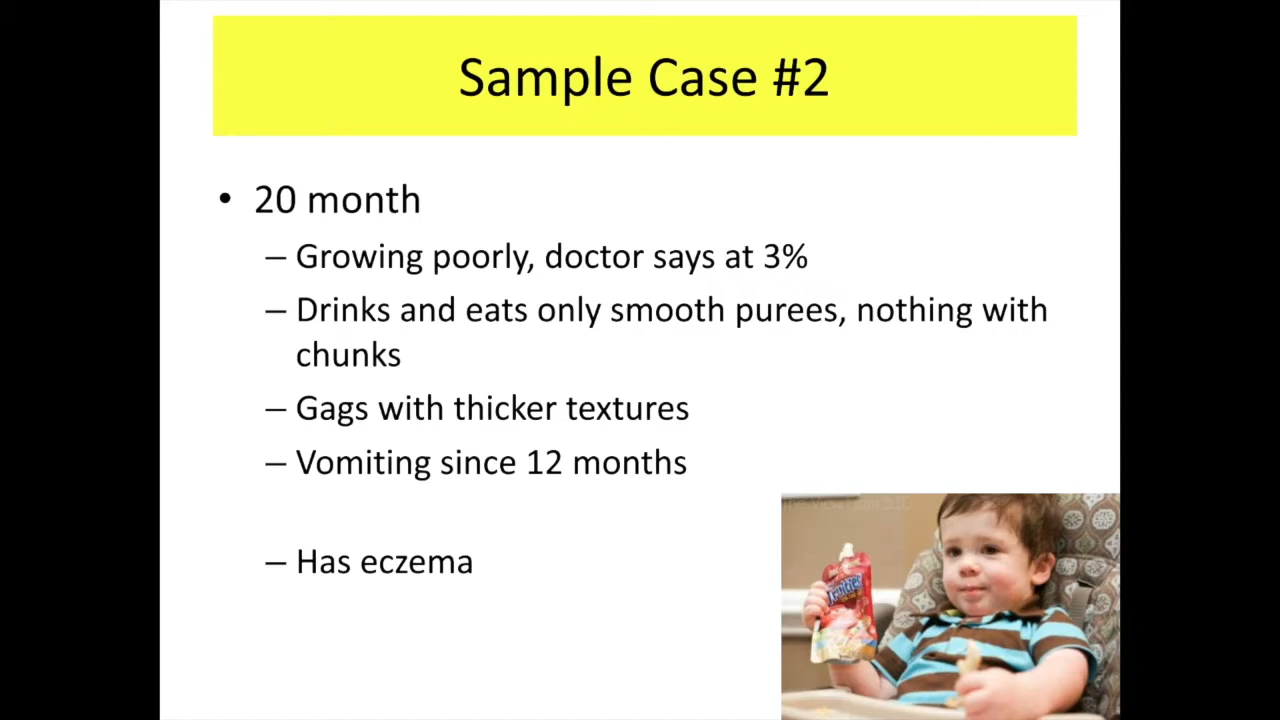 Sample Case #2
• 20 month
– Growing poorly, doctor says at 3%
– Drinks and eats only smooth purees, nothing with
chunks
– Gags with thicker textures
– Vomiting since 12 months
– Has eczema